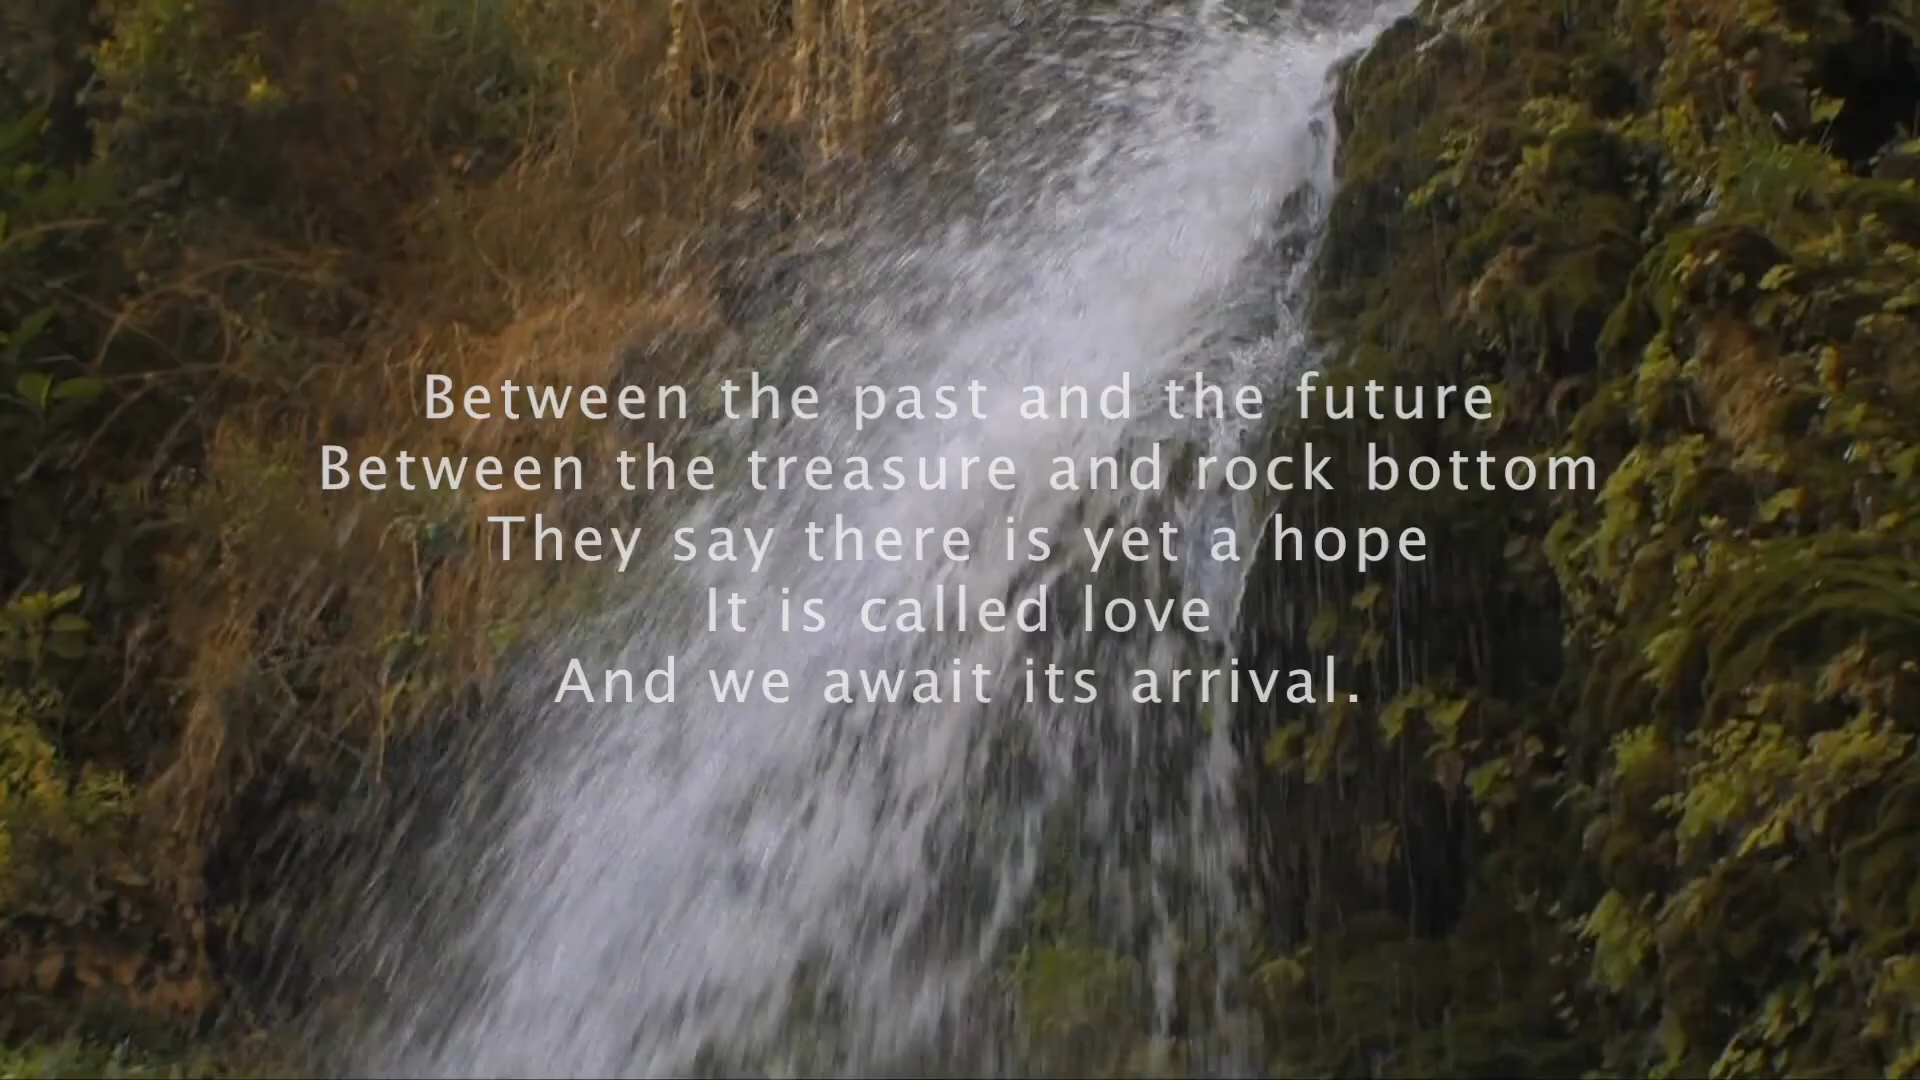 Between the past and the future
Between the treasure and rock bottom
They say there is yet a hope
It is called love
And we await its arrival.